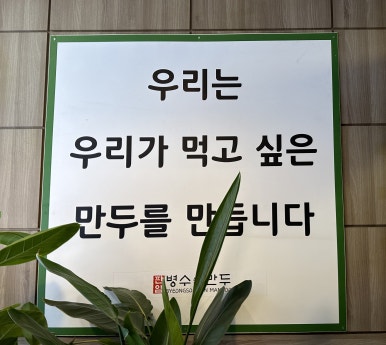 우리는
우리가 먹고 싶은
만두를 만듭니다
병수 만두